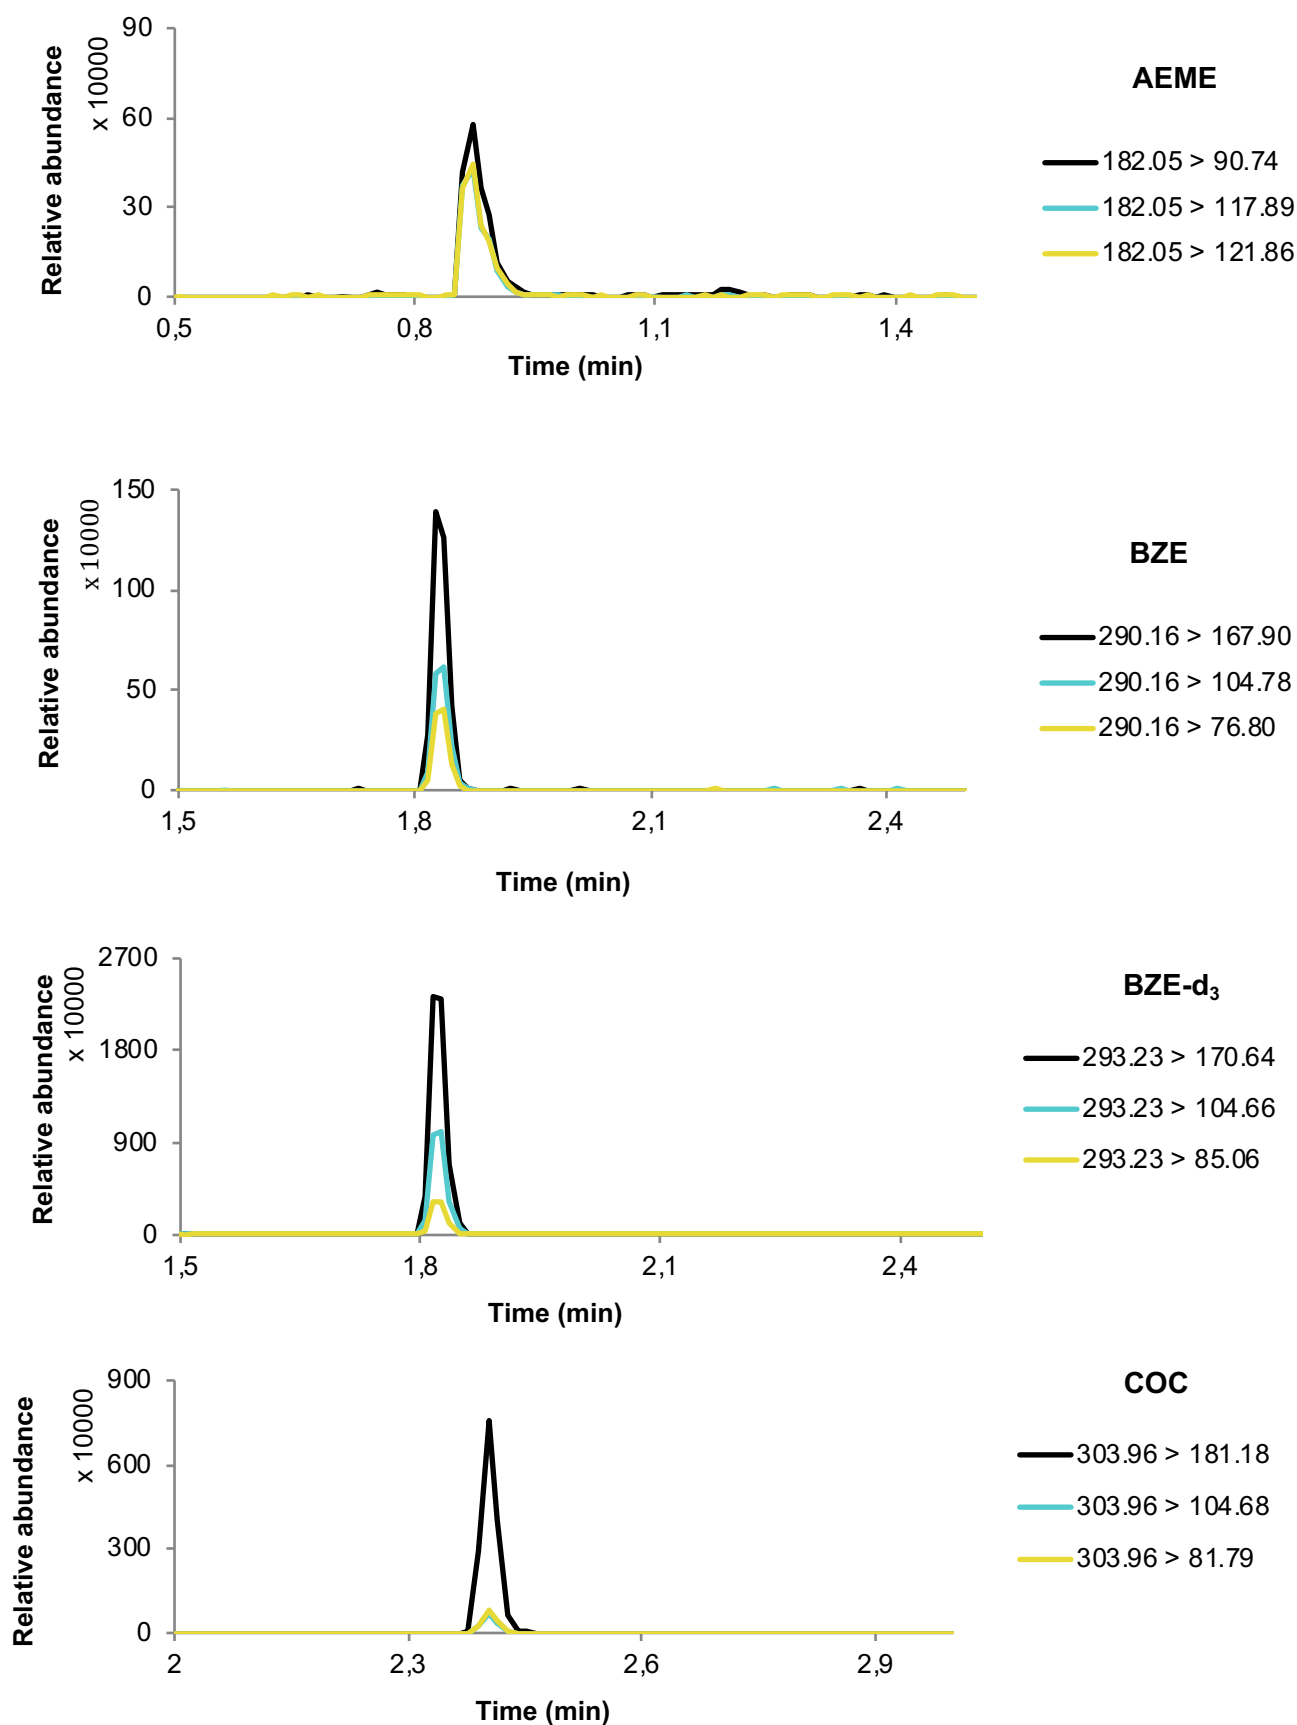 AEME
Relative abundance
x 10000
90
60
30
0
0,5
0,8
1,1
1,4
Time (min)
182.05 > 90.74
182.05 > 117.89
182.05 > 121.86
BZE
Relative abundance
x 10000
150
100
50
0
1,5
1,8
2,1
2,4
Time (min)
290.16 > 167.90
290.16 > 104.78
290.16 > 76.80
BZE-d3
Relative abundance
x 10000
2700
1800
900
0
1,5
1,8
2,1
2,4
Time (min)
293.23 > 170.64
293.23 > 104.66
293.23 > 85.06
COC
Relative abundance
x 10000
900
600
300
0
2
2,3
2,6
2,9
Time (min)
303.96 > 181.18
303.96 > 104.68
303.96 > 81.79